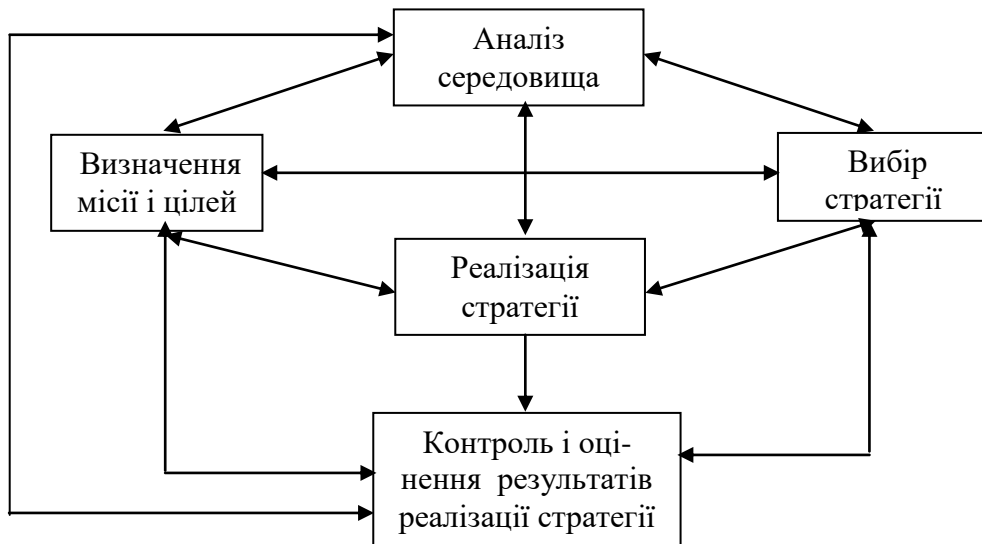 Аналіз
середовища
Визначення
місії і цілей
Вибір
стратегії
Реалізація
стратегії
Контроль і оці-
нення  результатів
реалізації стратегії